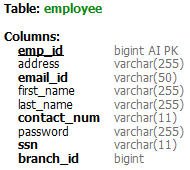 Table: employee
Columns:
emp_id bigint AI PK
address varchar(255)
email_id varchar(50)
first_name varchar(255)
last_name varchar(255)
contact_num varchar(11)
password varchar(255)
ssn varchar(11)
branch_id bigint